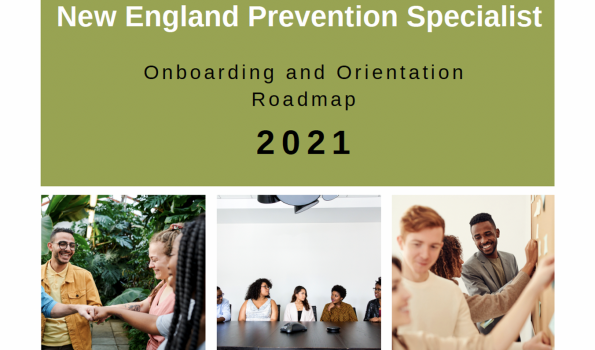 New England Prevention Specialist
Onboarding and Orientation
Roadmap
2021